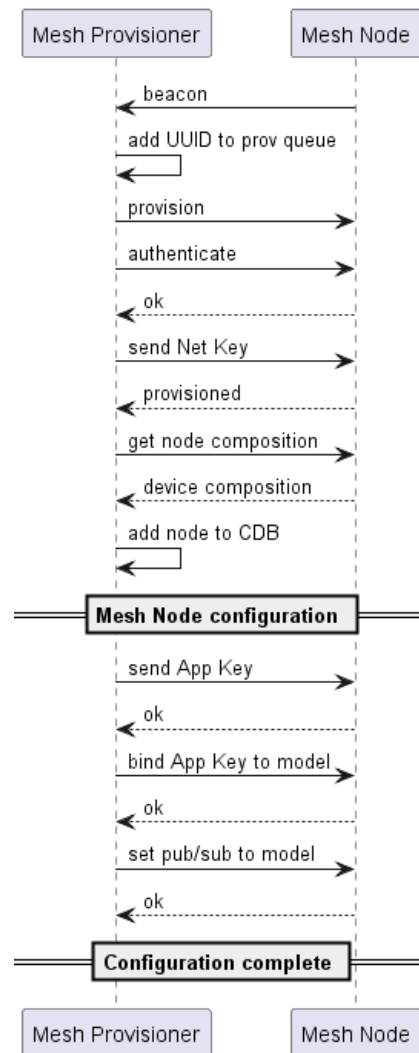 Mesh Provisioner
Mesh Node
beacon
add UUID to prov queue
provision
authenticate
ok
send Net Key
provisioned
get node composition
device composition
add node to CDB
Mesh Node configuration
send App Key
ok
bind App Key to model
ok
set pub/sub to model
ok
Configuration complete
Mesh Provisioner
Mesh Node